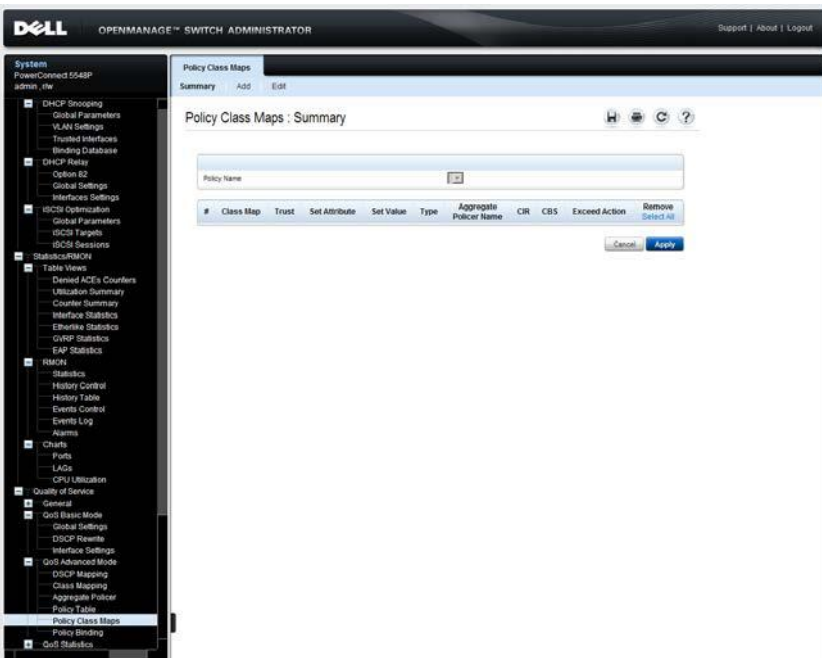 DELL
OPENMANAGE™ SWITCH ADMINISTRATOR
Support | About | Logout
System
PowerConnect 5548P
admin , r/w
DHCP Snooping
Global Parameters
VLAN Settings
Trusted Interfaces
Binding Database
DHCP Relay
Option 82
Global Settings
Interfaces Settings
iSCSI Optimization
Global Parameters
iSCSI Targets
iSCSI Sessions
Statistics/RMON
Table Views
Denied ACEs Counters
Utilization Summary
Counter Summary
Interface Statistics
Etherlike Statistics
GVRP Statistics
EAP Statistics
RMON
Statistics
History Control
History Table
Events Control
Events Log
Alarms
Charts
Ports
LAGs
CPU Utilization
Quality of Service
General
QoS Basic Mode
Global Settings
DSCP Rewrite
Interface Settings
QoS Advanced Mode
DSCP Mapping
Class Mapping
Aggregate Policer
Policy Table
Policy Class Maps
Policy Binding
QoS Statistics
Policy Class Maps
Summary Add Edit
Policy Class Maps : Summary
Policy Name
# Class Map Trust Set Attribute Set Value Type Aggregate Policer Name CIR CBS Exceed Action Remove
Select All
Cancel Apply